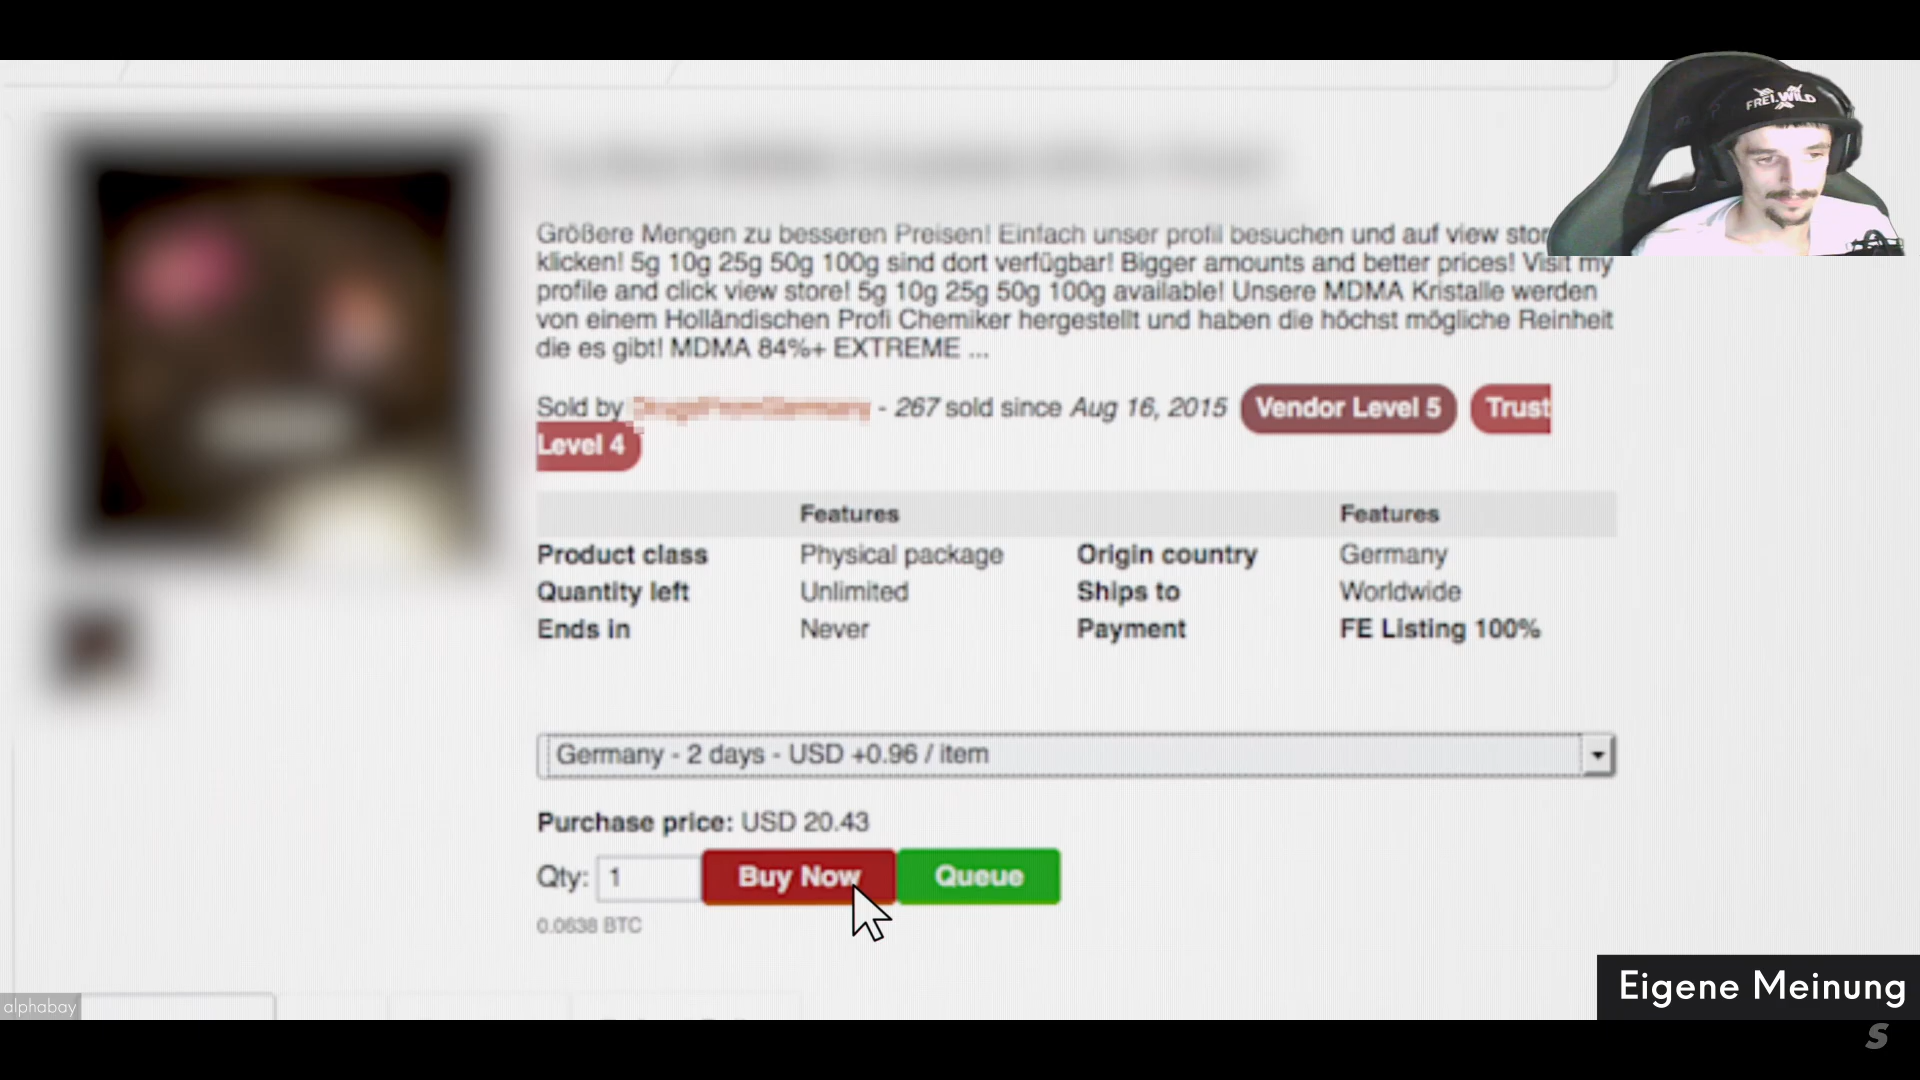 FREI.WILD
Größere Mengen zu besseren Preisen! Einfach unser profil besuchen und auf view
klicken! 5g 10g 25g 50g 100g sind dort verfügbar! Bigger amounts and better prices! Visit my
profile and click view store! 5g 10g 25g 50g 100g available! Unsere MDMA Kristalle werden
von einem Holländischen Profi Chemiker hergestellt und haben die höchst mögliche Reinheit
die es gibt! MDMA 84%+ EXTREME ...
Sold by - 267 sold since Aug 16, 2015 Vendor Level 5 Trust
Level 4
Features Features
Product class Physical package Origin country Germany
Quantity left Unlimited Ships to Worldwide
Ends in Never Payment FE Listing 100%
Germany - 2 days - USD +0.96 / item
Purchase price: USD 20.43
Qty: 1 Buy Now Queue
0.0638 BTC
alphabay
Eigene Meinung
S